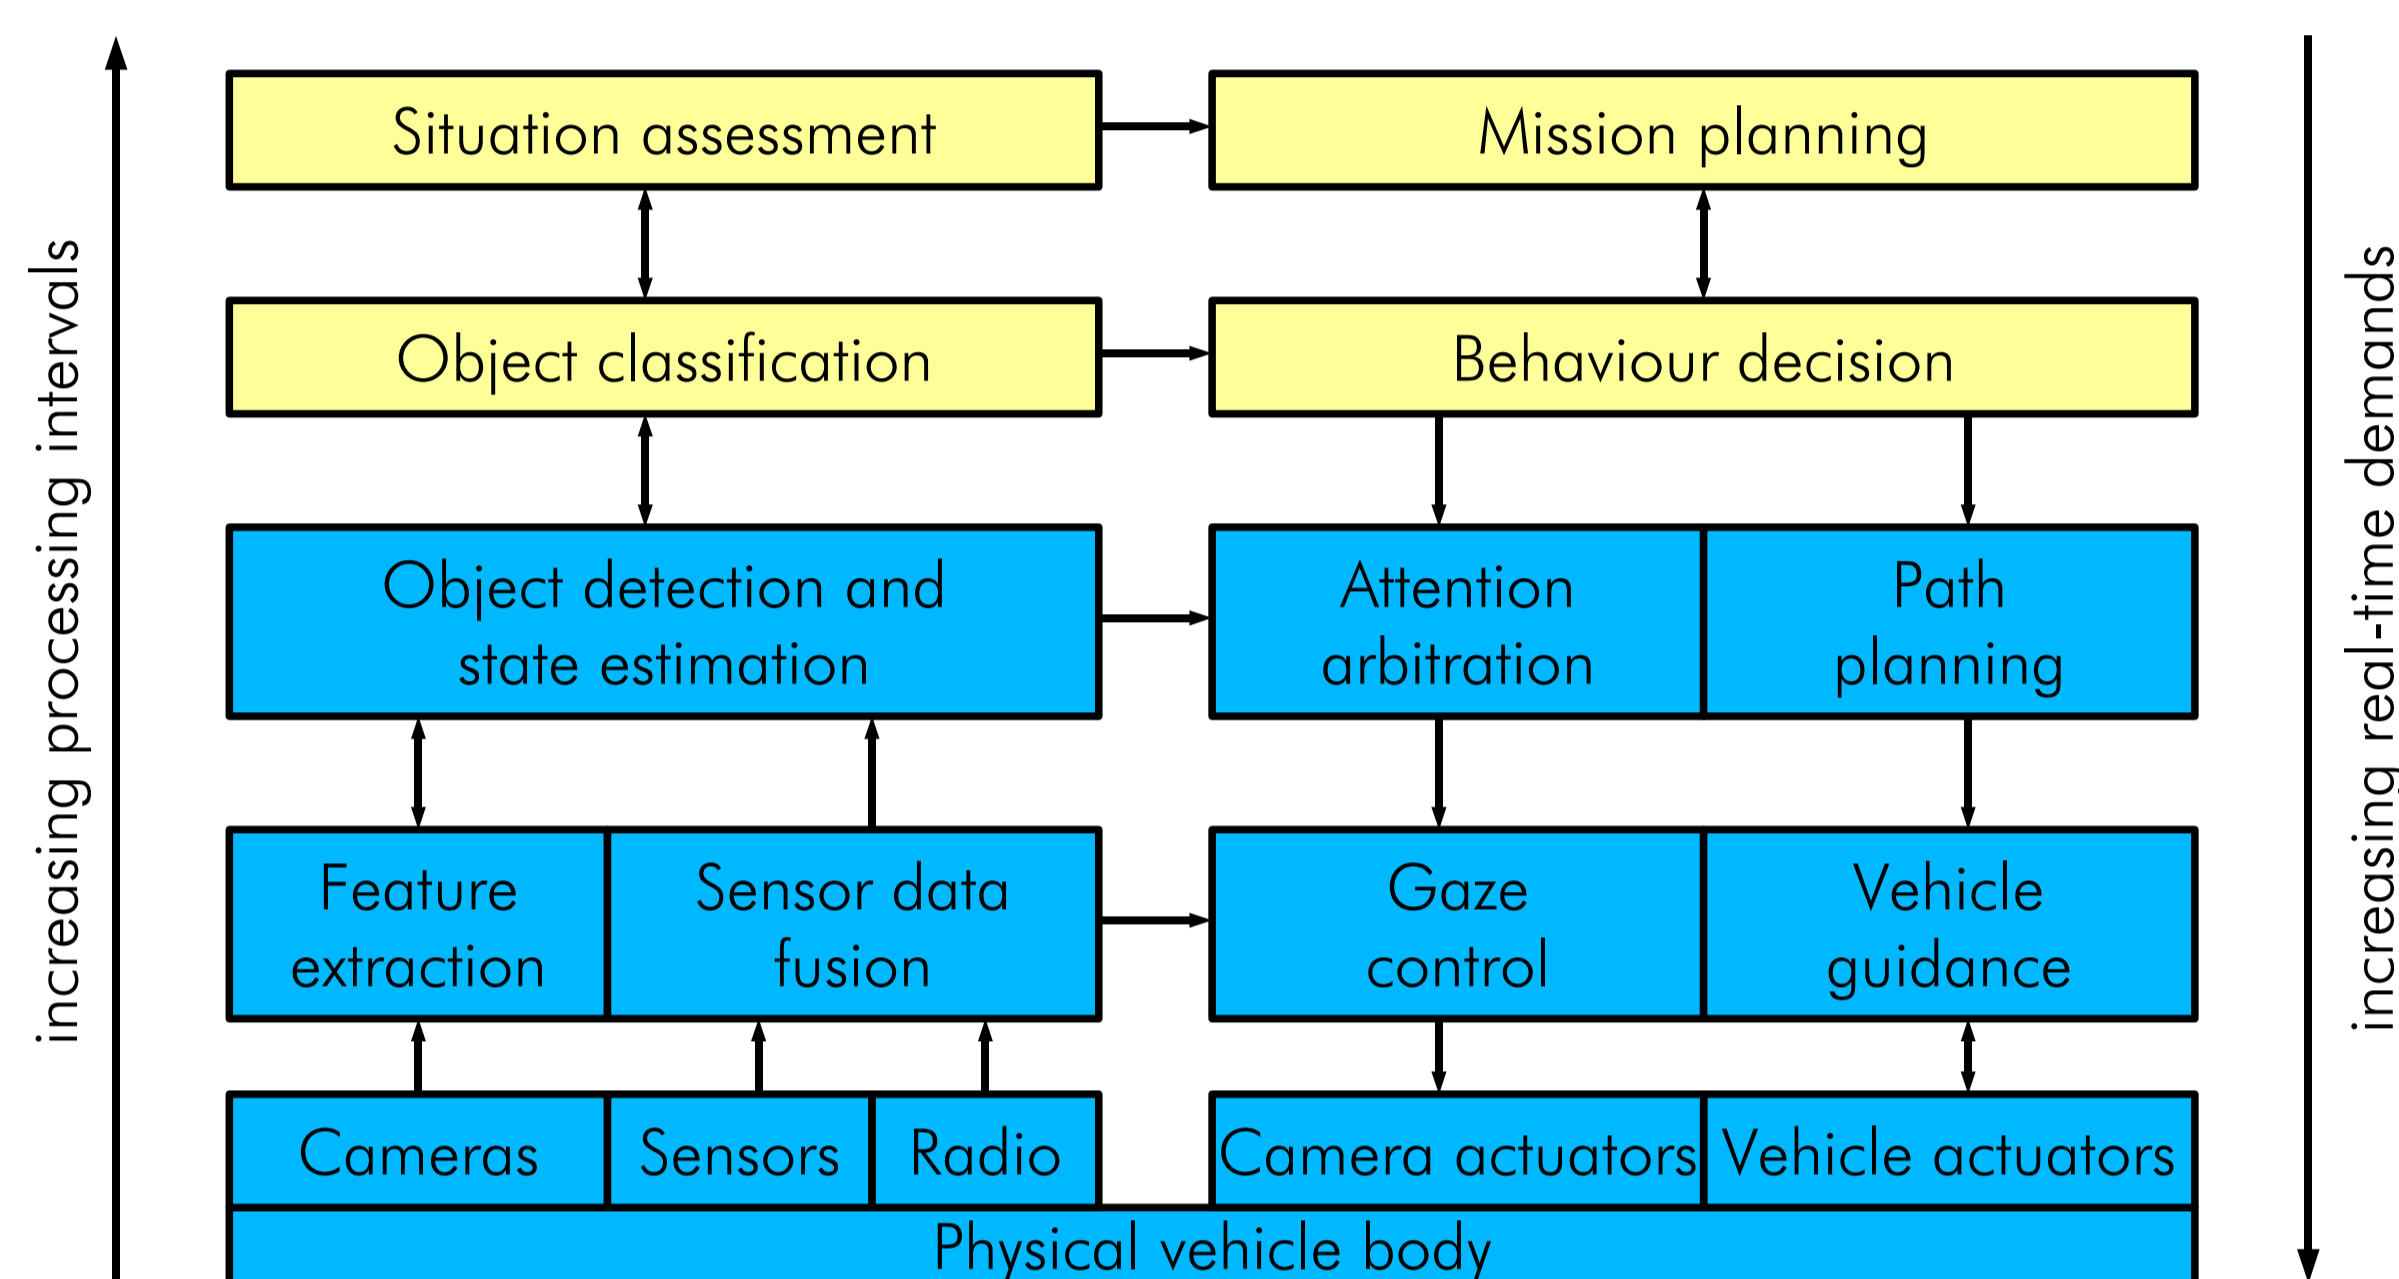 increasing processing intervals
Situation assessment
Mission planning
Object classification
Behaviour decision
Object detection and
state estimation
Attention
arbitration
Path
planning
Feature
extraction
Sensor data
fusion
Gaze
control
Vehicle
guidance
Cameras
Sensors
Radio
Camera actuators
Vehicle actuators
Physical vehicle body
increasing real-time demands